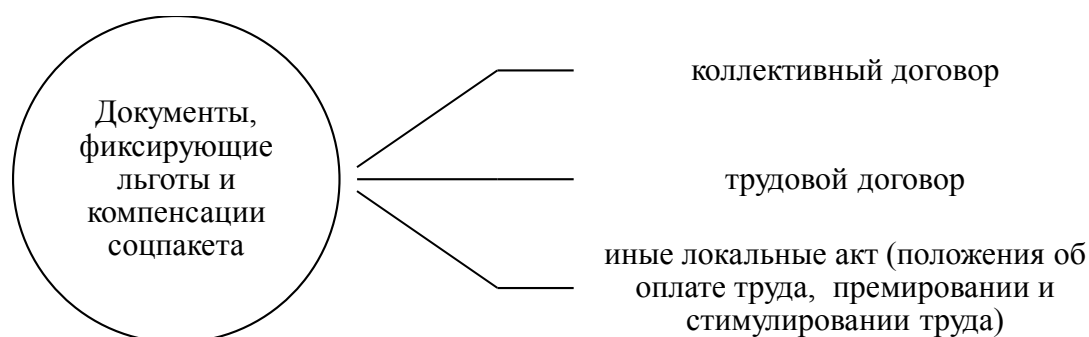 Документы,
фиксирующие
льготы и
компенсации
соцпакета
коллективный договор
трудовой договор
иные локальные акт (положения об
оплате труда, премировании и
стимулировании труда)